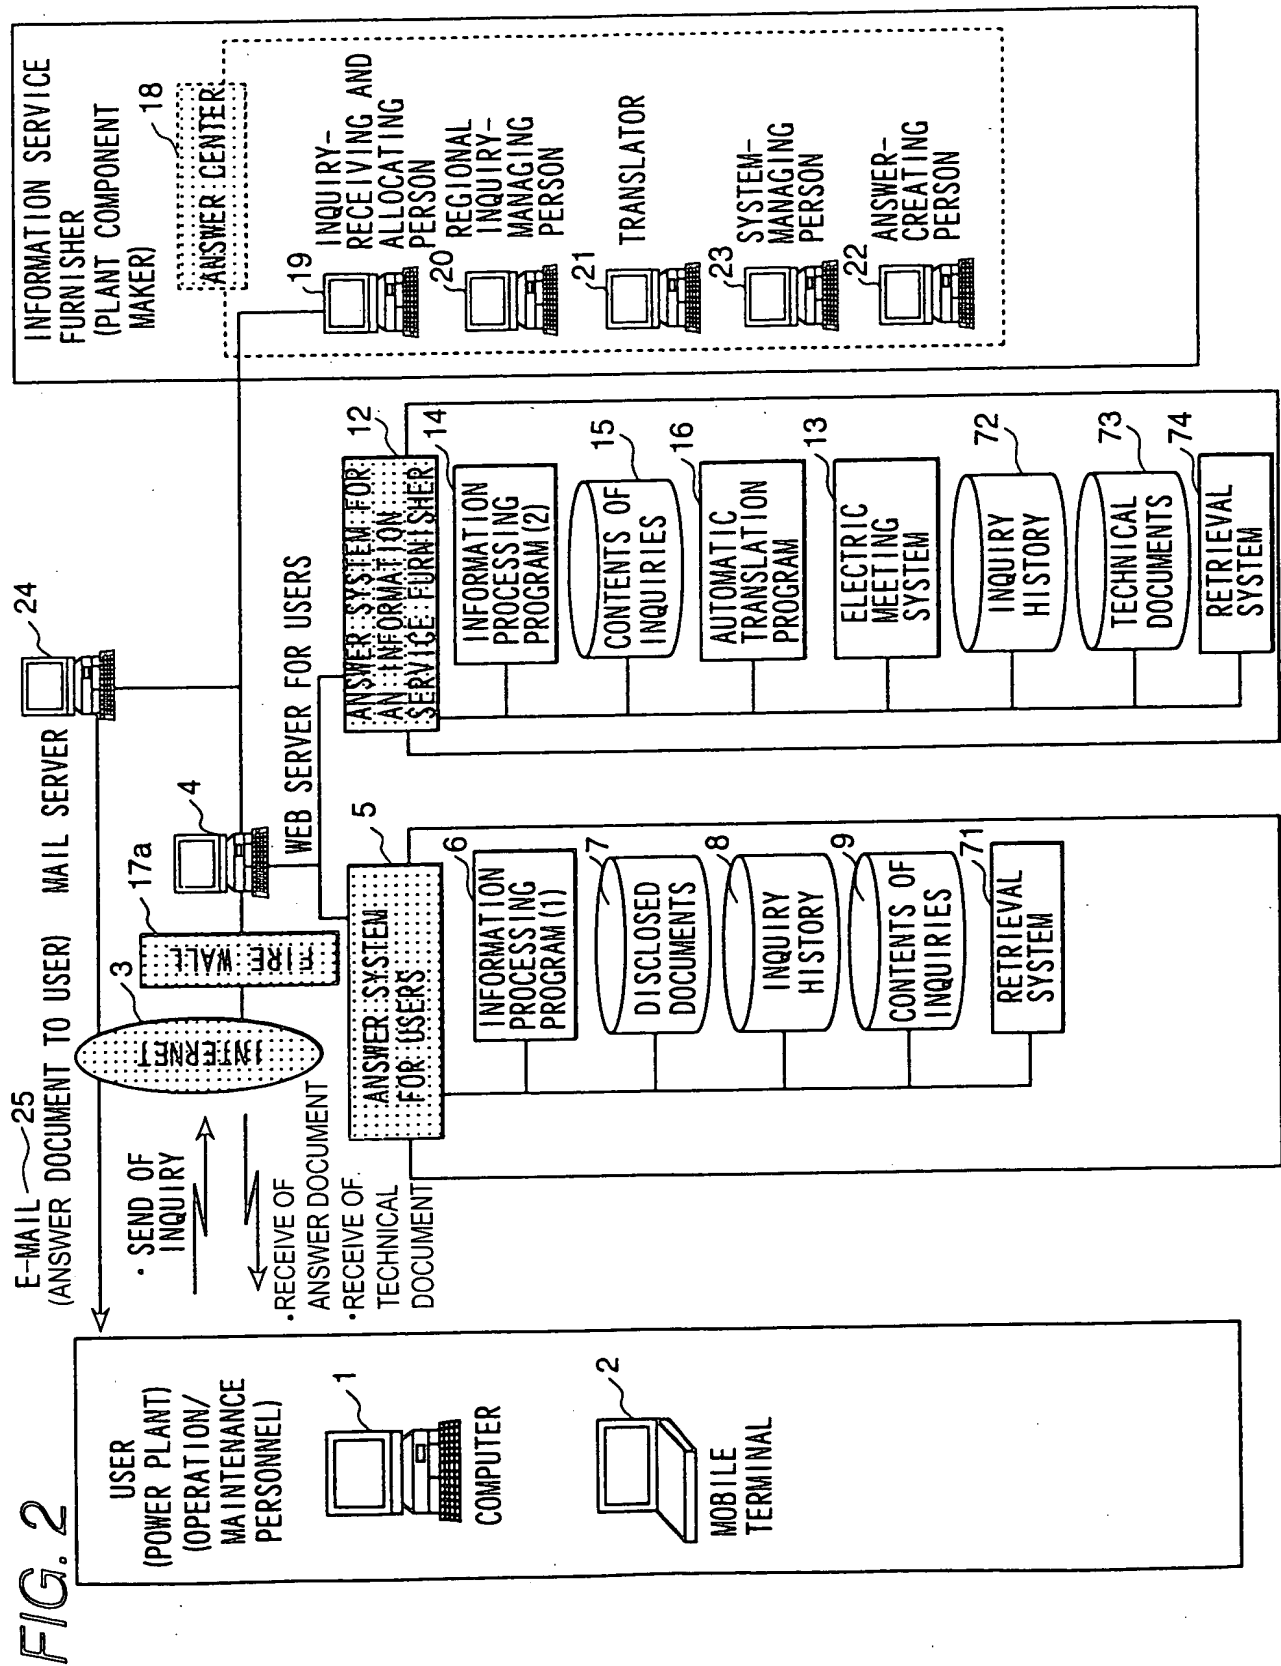 FIG. 2
USER
(POWER PLANT)
(OPERATION/
MAINTENANCE
PERSONNEL)
1
COMPUTER
2
MOBILE
TERMINAL
E-MAIL 25
(ANSWER DOCUMENT TO USER)
• SEND OF
INQUIRY
•RECEIVE OF
ANSWER DOCUMENT
•RECEIVE OF
TECHNICAL
DOCUMENT
3
INTERNET
17a
FIRE WALL
4
MAIL SERVER
24
WEB SERVER FOR USERS
5
ANSWER SYSTEM
FOR USERS
6
INFORMATION
PROCESSING
PROGRAM (1)
7
DISCLOSED
DOCUMENTS
8
INQUIRY
HISTORY
9
CONTENTS OF
INQUIRIES
71
RETRIEVAL
SYSTEM
12
ANSWER SYSTEM FOR
AN INFORMATION
SERVICE FURNISHER
14
INFORMATION
PROCESSING
PROGRAM (2)
15
CONTENTS OF
INQUIRIES
16
AUTOMATIC
TRANSLATION
PROGRAM
13
ELECTRIC
MEETING
SYSTEM
72
INQUIRY
HISTORY
73
TECHNICAL
DOCUMENTS
74
RETRIEVAL
SYSTEM
INFORMATION SERVICE
FURNISHER
(PLANT COMPONENT
MAKER)
18
ANSWER CENTER
19
INQUIRY-
RECEIVING AND
ALLOCATING
PERSON
20
REGIONAL
INQUIRY-
MANAGING
PERSON
21
TRANSLATOR
23
SYSTEM-
MANAGING
PERSON
22
ANSWER-
CREATING
PERSON